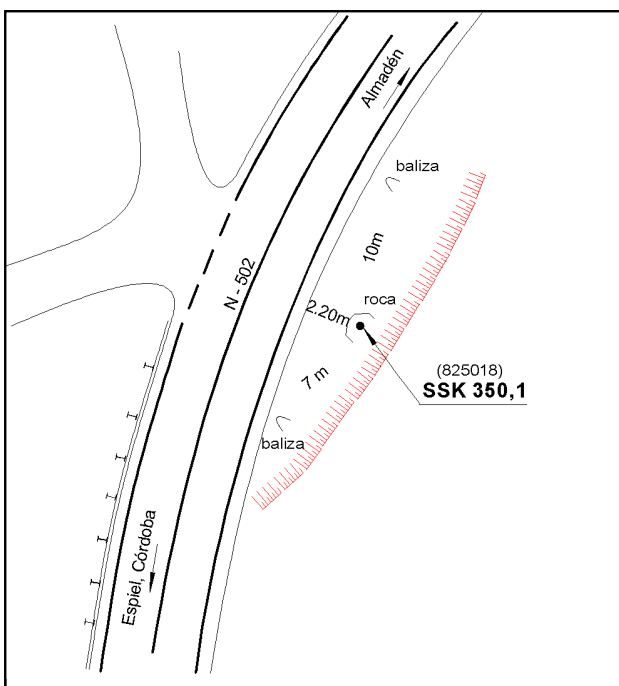 Almadén
baliza
10m
N - 502
roca
2.20m
(825018)
SSK 350,1
7 m
baliza
Espiel, Córdoba